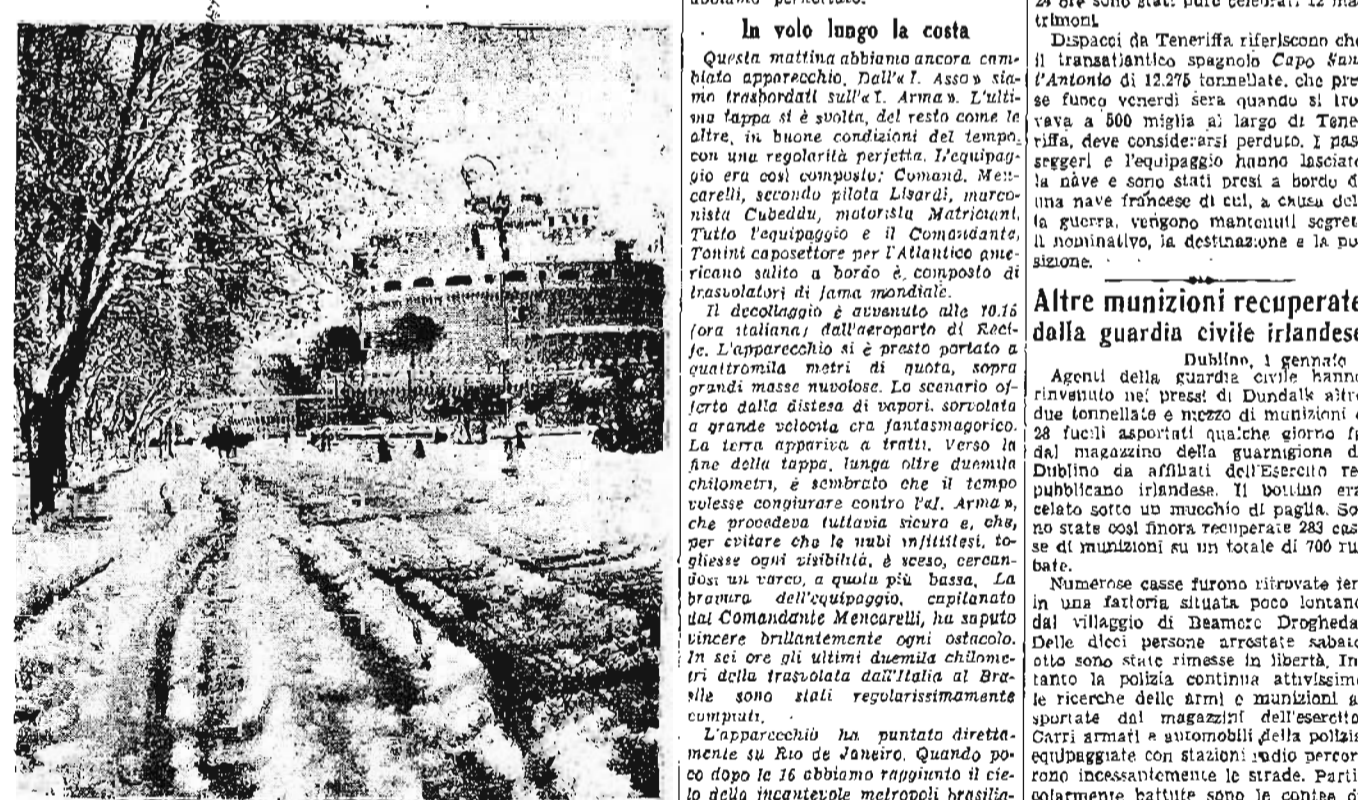 In volo lungo la costa
Questa mattina abbiamo ancora cam-
biato apparecchio. Dall'« I. Asso » sia-
mo trasbordati sull'« I. Arma ». L'ulti-
ma tappa si è svolta, del resto come le
altre, in buone condizioni del tempo,
con una regolarità perfetta. L'equipag-
gio era così composto: Comand. Men-
carelli, secondo pilota Lisardi, marco-
nista Cubeddu, motorista Matricani.
Tutto l'equipaggio e il Comandante,
Tonini caposettore per l'Atlantico ame-
ricano salito a bordo è composto di
trasvolatori di fama mondiale.
Il decollaggio è avvenuto alle 10.15
(ora italiana) dall'aeroporto di Reci-
fe. L'apparecchio si è presto portato a
quattromila metri di quota, sopra
grandi masse nuvolose. Lo scenario of-
ferto dalla distesa di vapori, sorvolata
a grande velocità era fantasmagorico.
La terra appariva a tratti. Verso la
fine della tappa, lunga oltre duemila
chilometri, è sembrato che il tempo
volesse congiurare contro l'«I. Arma»,
che procedeva tuttavia sicuro e, che,
per evitare che le nubi infittitesi, to-
gliesse ogni visibilità, è sceso, cercan-
dosi un varco, a quota più bassa. La
bravura dell'equipaggio, capitanato
dal Comandante Mencarelli, ha saputo
vincere brillantemente ogni ostacolo.
In sei ore gli ultimi duemila chilome-
tri della trasvolata dall'Italia al Bra-
sile sono stati regolarissimamente
compiuti.
L'apparecchio ha puntato diretta-
mente su Rio de Janeiro. Quando po-
co dopo le 16 abbiamo raggiunto il cie-
lo della incantevole metropoli brasilia-
24 ore sono stati pure celebrati 12 ma
trimoni.
Dispacci da Teneriffa riferiscono che
il transatlantico spagnolo Capo San
t'Antonio di 12.275 tonnellate, che pre
se fuoco venerdì sera quando si tro
vava a 500 miglia al largo di Tene
riffa, deve considerarsi perduto. I pas
seggeri e l'equipaggio hanno lasciato
la nave e sono stati presi a bordo d
una nave francese di cui, a causa del
la guerra, vengono mantenuti segret
il nominativo, la destinazione e la po
sizione.
Altre munizioni recuperate
dalla guardia civile irlandese
Dublino, 1 gennaio
Agenti della guardia civile hanno
rinvenuto nei pressi di Dundalk altre
due tonnellate e mezzo di munizioni e
28 fucili asportati qualche giorno f
dal magazzino della guarnigione d
Dublino da affiliati dell'Esercito re
pubblicano irlandese. Il bottino era
celato sotto un mucchio di paglia. So
no state così finora recuperate 283 cas
se di munizioni su un totale di 700 ru
bate.
Numerose casse furono ritrovate ier
in una fattoria situata poco lontano
dal villaggio di Beamore Drogheda.
Delle dieci persone arrestate sabato
otto sono state rimesse in libertà. In
tanto la polizia continua attivissime
le ricerche delle armi e munizioni a
sportate dai magazzini dell'esercito.
Carri armati e automobili della polizia
equipaggiate con stazioni radio percor
rono incessantemente le strade. Parti
colarmente battute sono le contee d